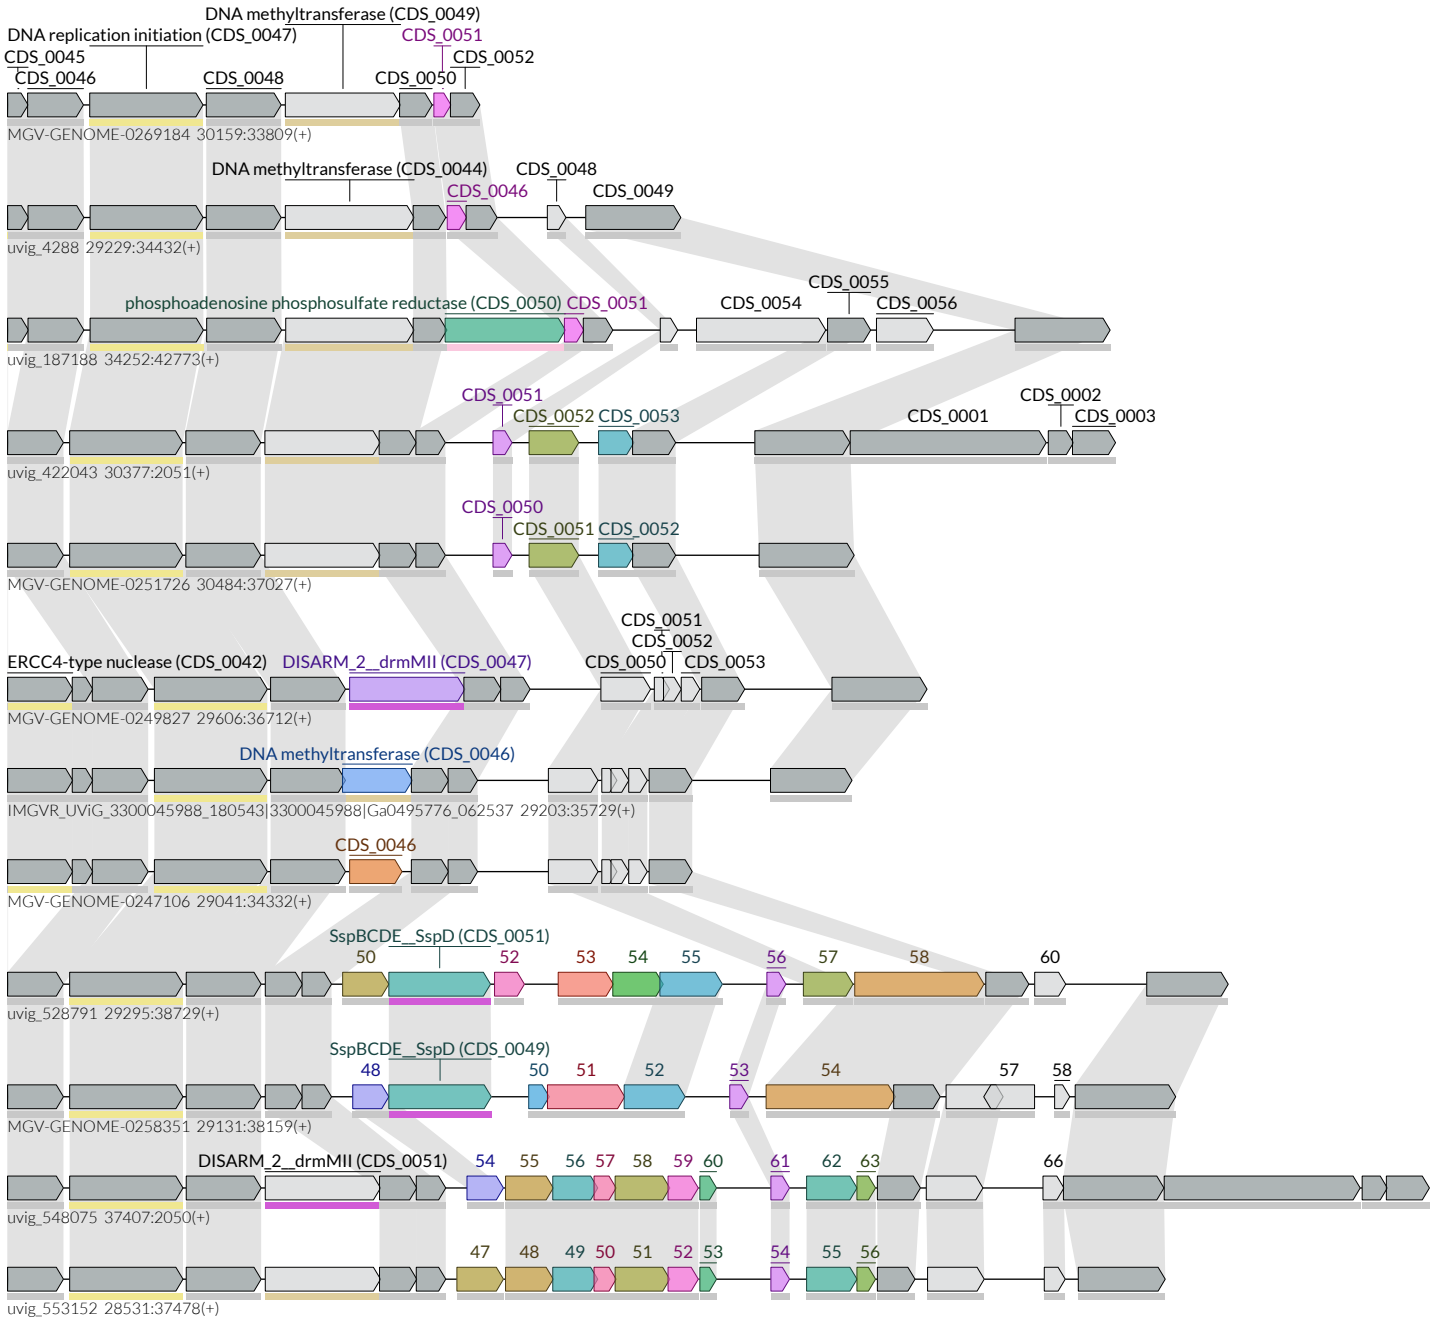 DNA methyltransferase (CDS_0049)
DNA replication initiation (CDS_0047) CDS_0051
CDS_0045 CDS_0052
CDS_0046 CDS_0048 CDS_0050
MGV-GENOME-0269184 30159:33809(+)
DNA methyltransferase (CDS_0044) CDS_0048
CDS_0046 CDS_0049
uvig_4288 29229:34432(+)
CDS_0055
phosphoadenosine phosphosulfate reductase (CDS_0050) CDS_0051 CDS_0054 CDS_0056
uvig_187188 34252:42773(+)
CDS_0051 CDS_0002
CDS_0052 CDS_0053 CDS_0001 CDS_0003
uvig_422043 30377:2051(+)
CDS_0050
CDS_0051 CDS_0052
MGV-GENOME-0251726 30484:37027(+)
CDS_0051
CDS_0052
ERCC4-type nuclease (CDS_0042) DISARM_2__drmMII (CDS_0047) CDS_0050 CDS_0053
MGV-GENOME-0249827 29606:36712(+)
DNA methyltransferase (CDS_0046)
IMGVR_UViG_3300045988_180543|3300045988|Ga0495776_062537 29203:35729(+)
CDS_0046
MGV-GENOME-0247106 29041:34332(+)
SspBCDE__SspD (CDS_0051)
50 52 53 54 55 56 57 58 60
uvig_528791 29295:38729(+)
SspBCDE__SspD (CDS_0049)
48 50 51 52 53 54 57 58
MGV-GENOME-0258351 29131:38159(+)
DISARM_2__drmMII (CDS_0051) 54 55 56 57 58 59 60 61 62 63 66
uvig_548075 37407:2050(+)
47 48 49 50 51 52 53 54 55 56
uvig_553152 28531:37478(+)